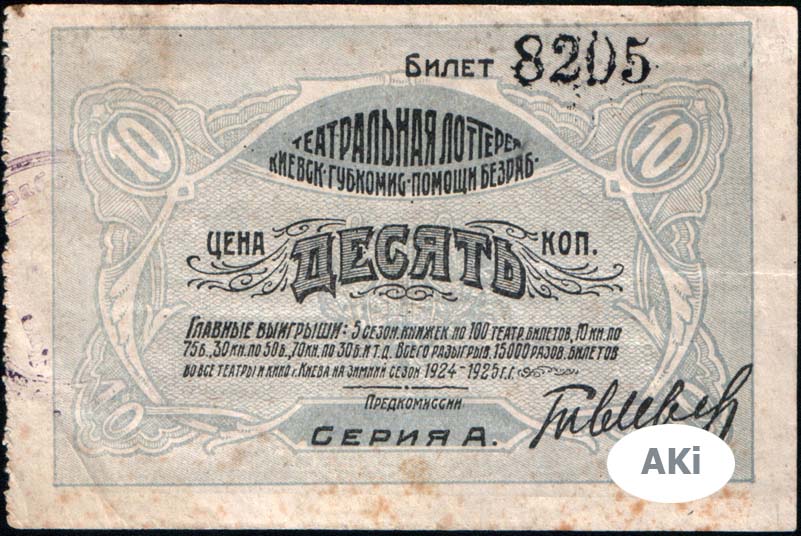 БИЛЕТ 8205
10 10
ТЕАТРАЛЬНАЯ ЛОТТЕРЕЯ
КИЕВСК·ГУБКОМИС·ПОМОЩИ БЕЗРАБ·
ЦЕНА ДЕСЯТЬ КОП.
ГЛАВНЫЕ ВЫИГРЫШИ: 5 СЕЗОН. КНИЖЕК ПО 100 ТЕАТР. БИЛЕТОВ, 10 КН. ПО
75 Б., 30 КН. ПО 50 Б., 70 КН. ПО 30 Б. И Т.Д. ВСЕГО РАЗЫГРЫВ. 15000 РАЗОВ. БИЛЕТОВ
ВО ВСЕ ТЕАТРЫ И КИНО Г. КИЕВА НА ЗИМНИЙ СЕЗОН 1924-1925 Г.Г.
ПРЕДКОМИССИИ
10 10
СЕРИЯ А.
AKi